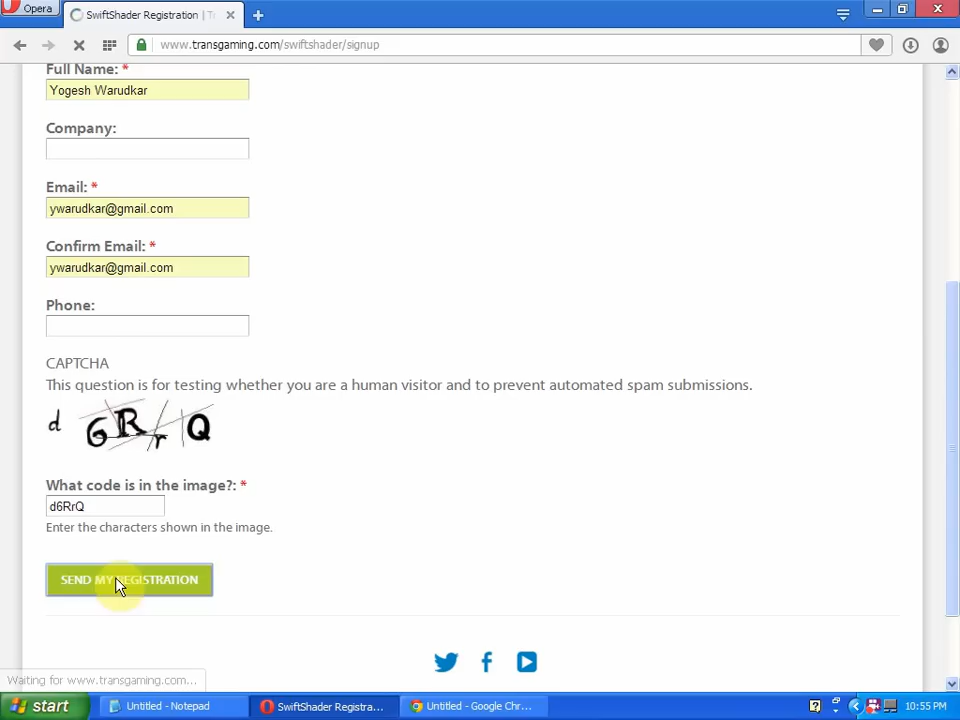 Opera
SwiftShader Registration | Tr
www.transgaming.com/swiftshader/signup
Full Name: *
Yogesh Warudkar
Company:
Email: *
ywarudkar@gmail.com
Confirm Email: *
ywarudkar@gmail.com
Phone:
CAPTCHA
This question is for testing whether you are a human visitor and to prevent automated spam submissions.
d 6RrQ
What code is in the image?: *
d6RrQ
Enter the characters shown in the image.
SEND MY REGISTRATION
Waiting for www.transgaming.com...
start
Untitled - Notepad
SwiftShader Registra...
Untitled - Google Chr...
10:55 PM